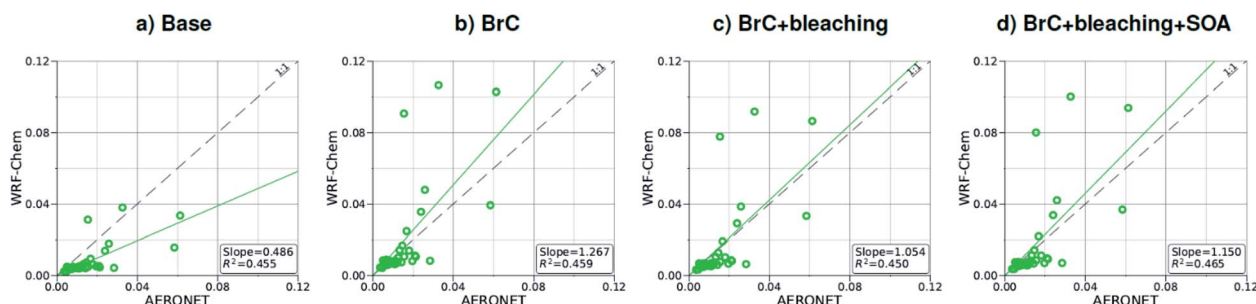 a) Base
b) BrC
c) BrC+bleaching
d) BrC+bleaching+SOA
0.12
1:1
0.08
WRF-Chem
0.04
Slope=0.486
R²=0.455
0.00
0.00
0.04
0.08
0.12
AERONET
0.12
1:1
0.08
WRF-Chem
0.04
Slope=1.267
R²=0.459
0.00
0.00
0.04
0.08
0.12
AERONET
0.12
1:1
0.08
WRF-Chem
0.04
Slope=1.054
R²=0.450
0.00
0.00
0.04
0.08
0.12
AERONET
0.12
1:1
0.08
WRF-Chem
0.04
Slope=1.150
R²=0.465
0.00
0.00
0.04
0.08
0.12
AERONET